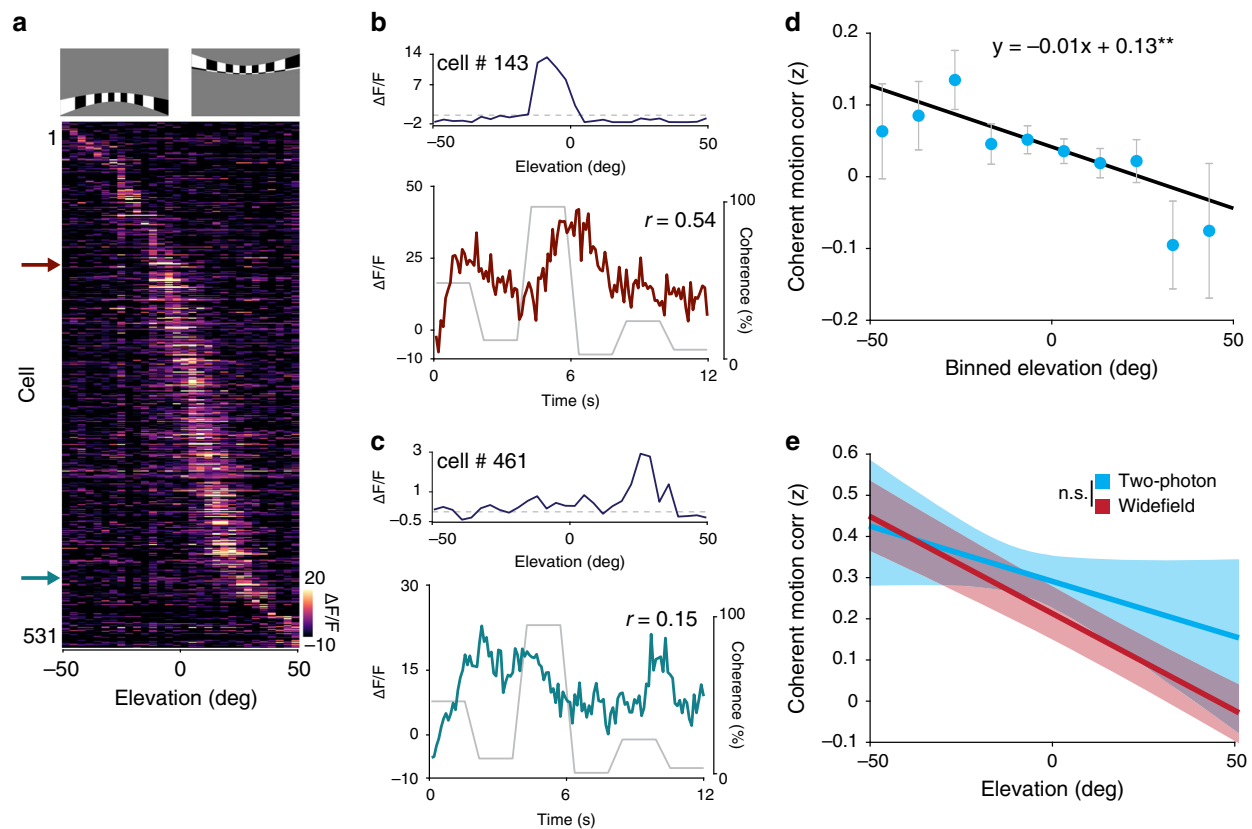 a
1
Cell
531
20
ΔF/F
−10
−50
0
50
Elevation (deg)
b
cell # 143
14
7
−2
ΔF/F
−50
0
50
Elevation (deg)
50
25
0
−10
ΔF/F
r = 0.54
100
0
Coherence (%)
0
6
12
Time (s)
c
cell # 461
3
1
−0.5
ΔF/F
−50
0
50
Elevation (deg)
30
15
0
−10
ΔF/F
r = 0.15
100
0
Coherence (%)
0
6
12
Time (s)
d
y = −0.01x + 0.13**
0.2
0.1
0
−0.1
−0.2
Coherent motion corr (z)
−50
0
50
Binned elevation (deg)
e
0.6
0.5
0.4
0.3
0.2
0.1
0
−0.1
Coherent motion corr (z)
n.s.
Two-photon
Widefield
−50
0
50
Elevation (deg)